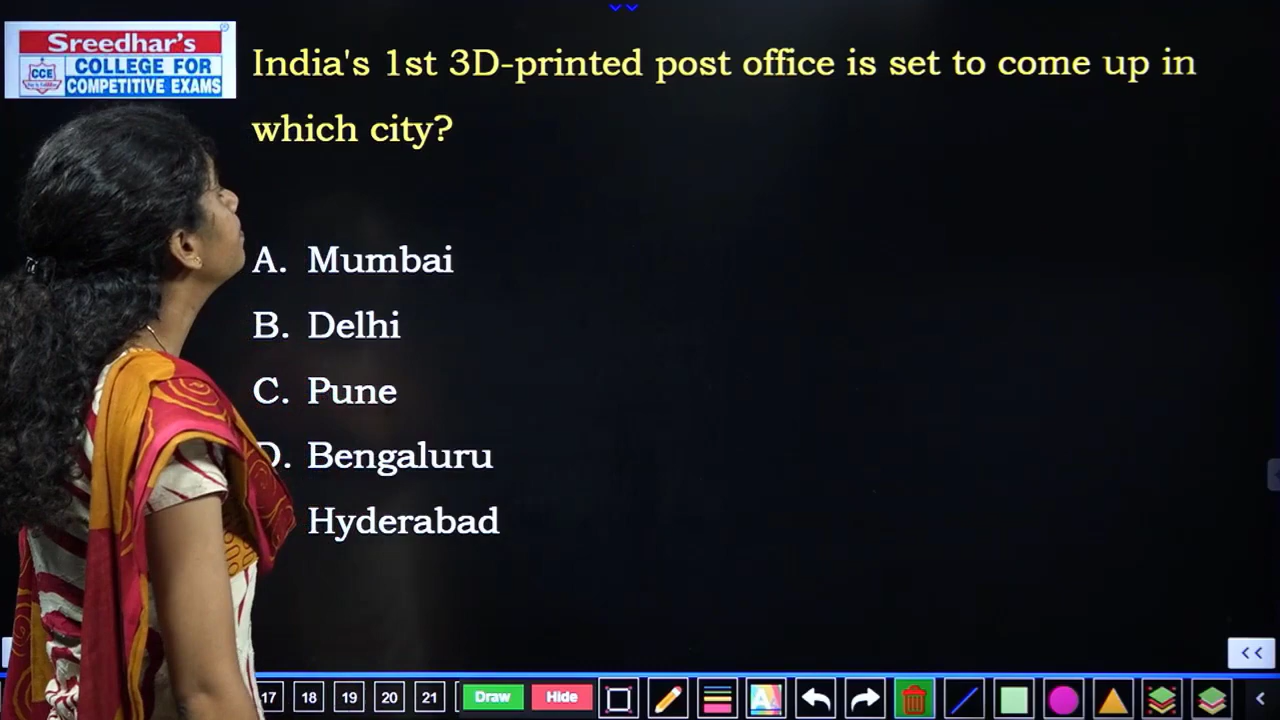 Sreedhar's
CCE
COLLEGE FOR
COMPETITIVE EXAMS
India's 1st 3D-printed post office is set to come up in
which city?
A. Mumbai
B. Delhi
C. Pune
D. Bengaluru
Hyderabad
17 18 19 20 21 Draw Hide
<<